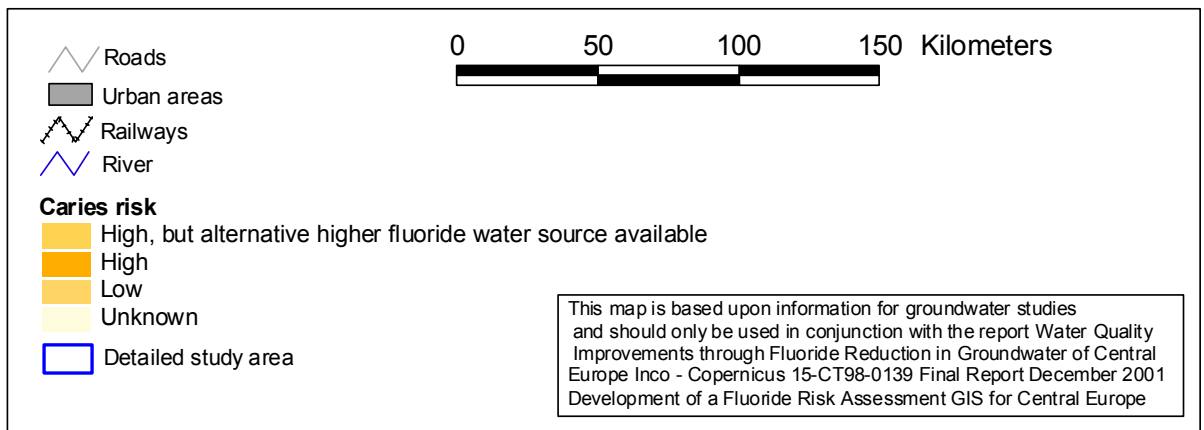 0 50 100 150 Kilometers
Roads
Urban areas
Railways
River
Caries risk
High, but alternative higher fluoride water source available
High
Low
Unknown
Detailed study area
This map is based upon information for groundwater studies
and should only be used in conjunction with the report Water Quality
Improvements through Fluoride Reduction in Groundwater of Central
Europe Inco - Copernicus 15-CT98-0139 Final Report December 2001
Development of a Fluoride Risk Assessment GIS for Central Europe